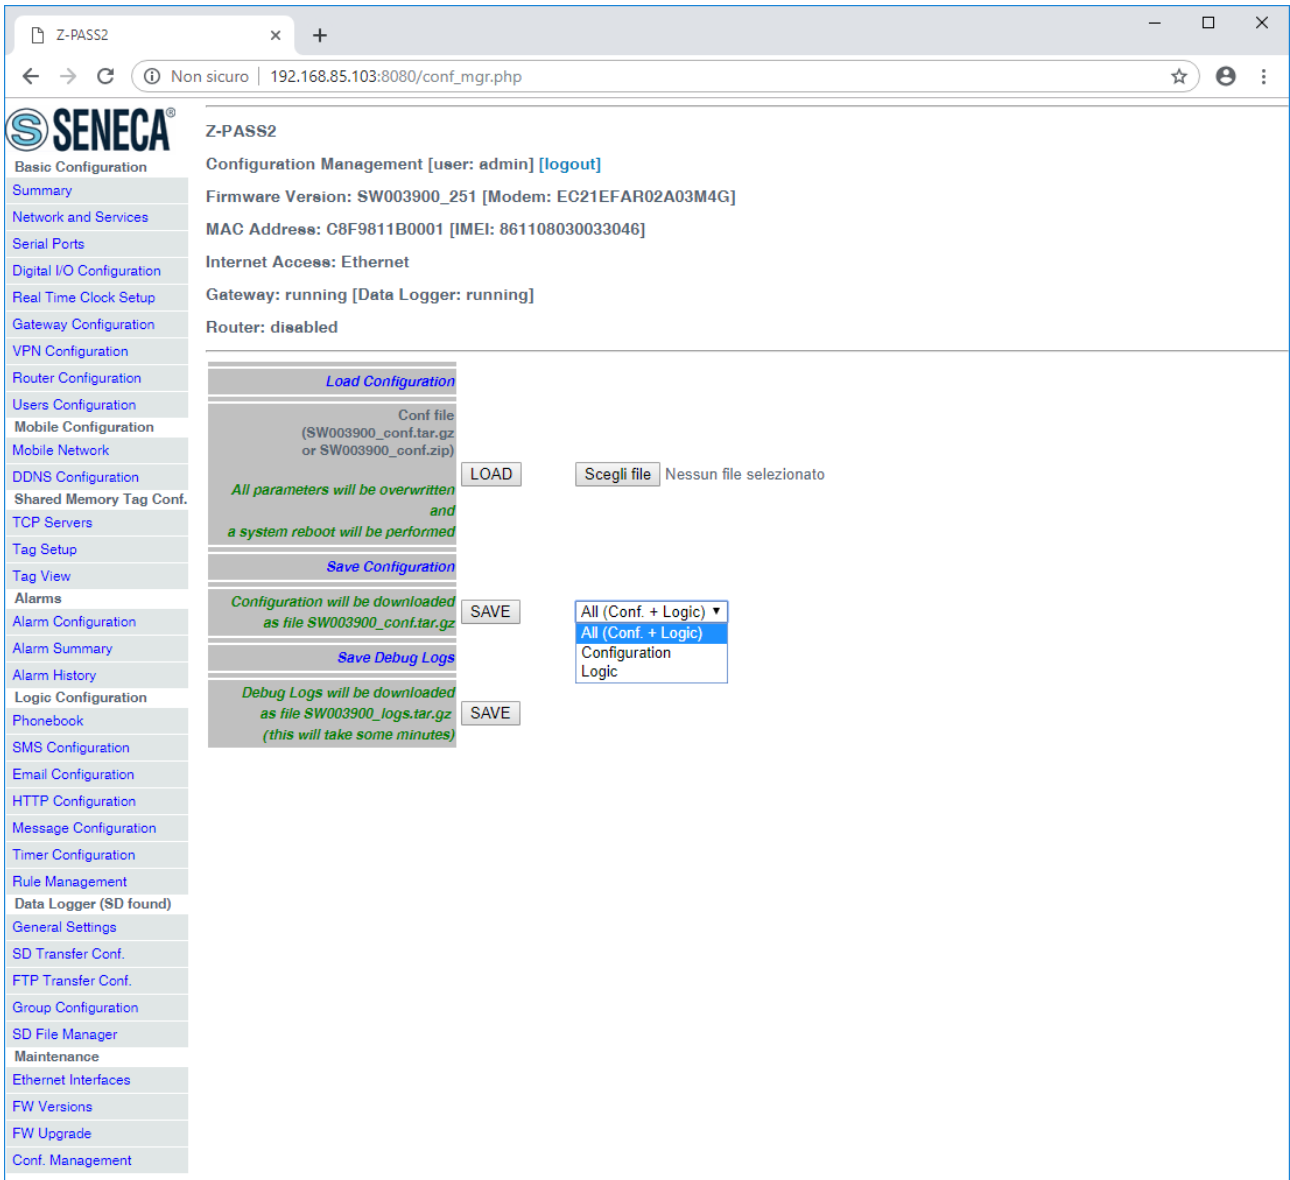 Z-PASS2
Non sicuro | 192.168.85.103:8080/conf_mgr.php
SENECA®
Basic Configuration
Summary
Network and Services
Serial Ports
Digital I/O Configuration
Real Time Clock Setup
Gateway Configuration
VPN Configuration
Router Configuration
Users Configuration
Mobile Configuration
Mobile Network
DDNS Configuration
Shared Memory Tag Conf.
TCP Servers
Tag Setup
Tag View
Alarms
Alarm Configuration
Alarm Summary
Alarm History
Logic Configuration
Phonebook
SMS Configuration
Email Configuration
HTTP Configuration
Message Configuration
Timer Configuration
Rule Management
Data Logger (SD found)
General Settings
SD Transfer Conf.
FTP Transfer Conf.
Group Configuration
SD File Manager
Maintenance
Ethernet Interfaces
FW Versions
FW Upgrade
Conf. Management
Z-PASS2
Configuration Management [user: admin] [logout]
Firmware Version: SW003900_251 [Modem: EC21EFAR02A03M4G]
MAC Address: C8F9811B0001 [IMEI: 861108030033046]
Internet Access: Ethernet
Gateway: running [Data Logger: running]
Router: disabled
Load Configuration
Conf file
(SW003900_conf.tar.gz
or SW003900_conf.zip)
All parameters will be overwritten
and
a system reboot will be performed
LOAD
Scegli file Nessun file selezionato
Save Configuration
Configuration will be downloaded
as file SW003900_conf.tar.gz
SAVE
All (Conf. + Logic)
All (Conf. + Logic)
Configuration
Logic
Save Debug Logs
Debug Logs will be downloaded
as file SW003900_logs.tar.gz
(this will take some minutes)
SAVE